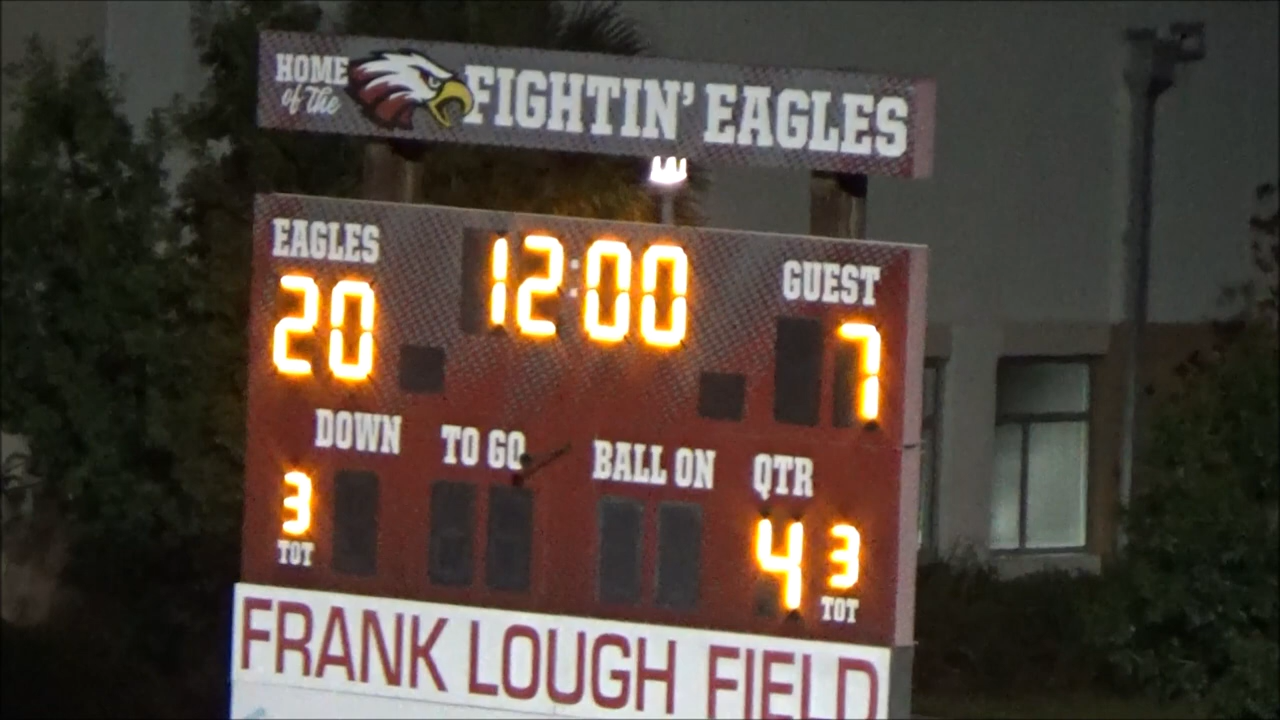 HOME of the FIGHTIN' EAGLES
EAGLES 12:00 GUEST
20 7
DOWN TO GO BALL ON QTR
3 4 3
TOT TOT
FRANK LOUGH FIELD